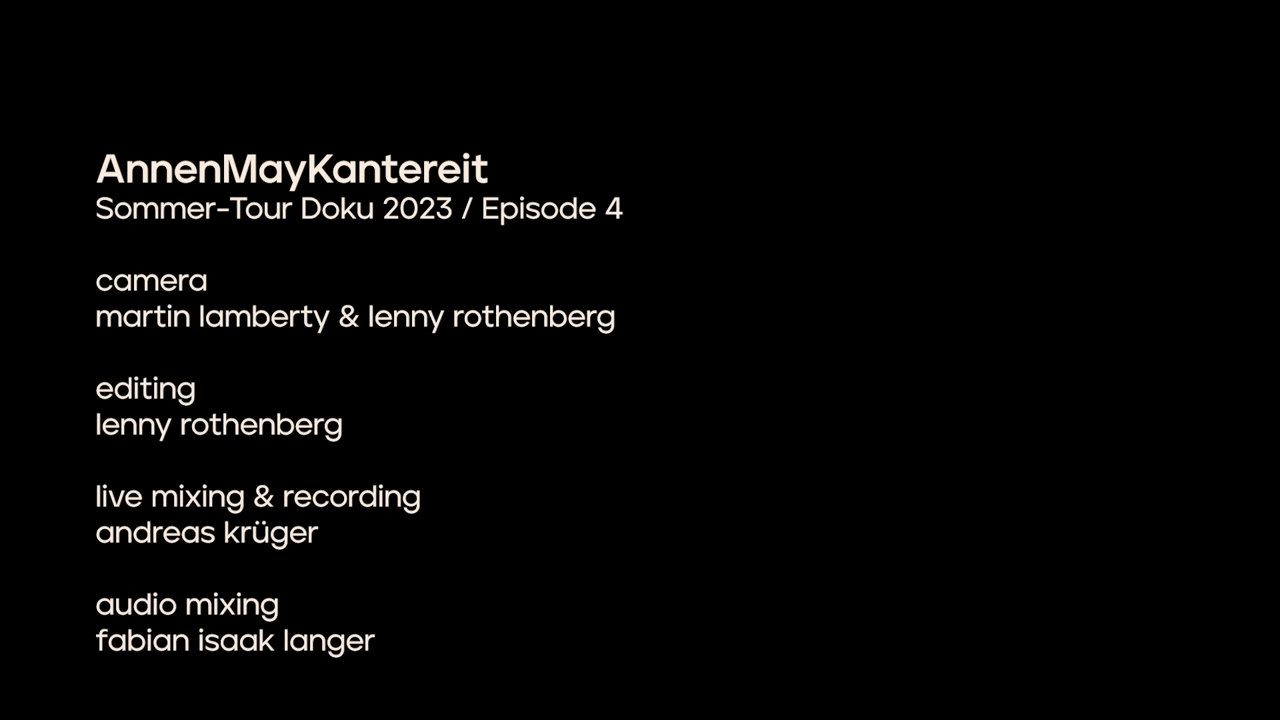 AnnenMayKantereit
Sommer-Tour Doku 2023 / Episode 4
camera
martin lamberty & lenny rothenberg
editing
lenny rothenberg
live mixing & recording
andreas krüger
audio mixing
fabian isaak langer